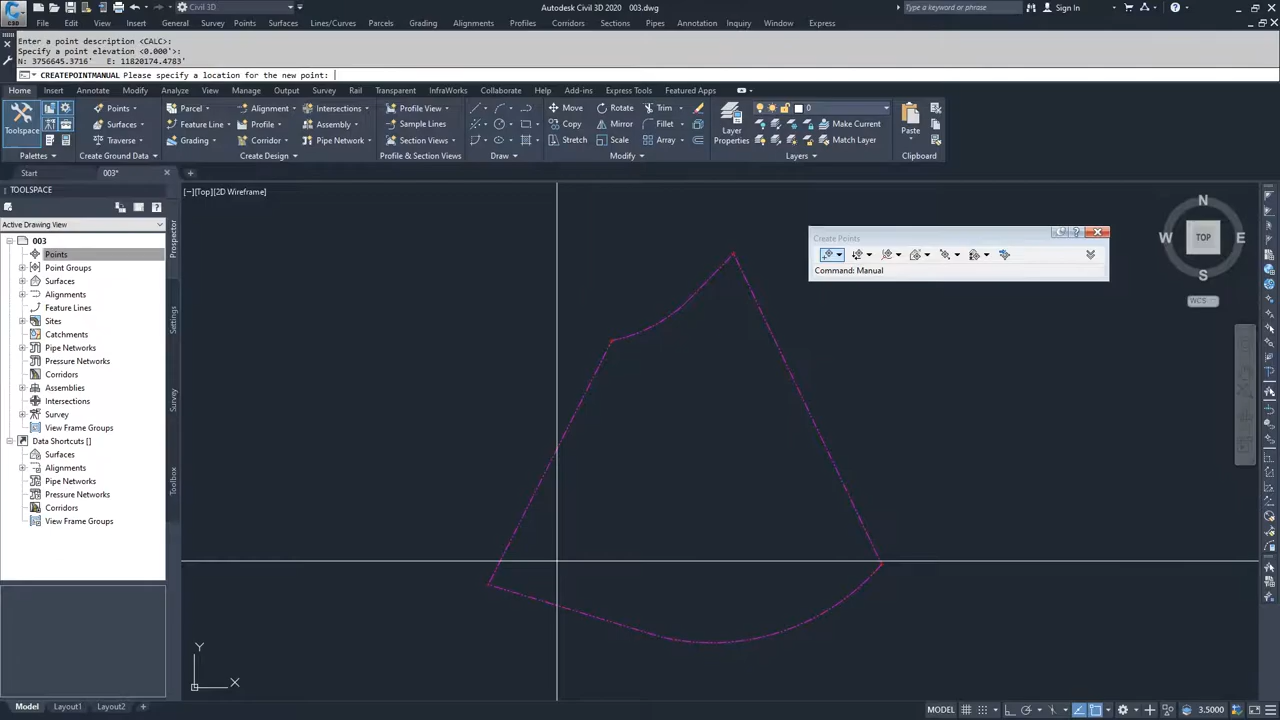 Civil 3D
Autodesk Civil 3D 2020 003.dwg
Type a keyword or phrase
Sign In
C3D
File Edit View Insert General Survey Points Surfaces Lines/Curves Parcels Grading Alignments Profiles Corridors Sections Pipes Annotation Inquiry Window Express
Enter a point description <CALC>:
Specify a point elevation <0.000'>:
N: 3756645.3716' E: 11820174.4783'
CREATEPOINTMANUAL Please specify a location for the new point:
Home Insert Annotate Modify Analyze View Manage Output Survey Rail Transparent InfraWorks Collaborate Help Add-ins Express Tools Featured Apps
Toolspace
Palettes
Points
Surfaces
Traverse
Create Ground Data
Parcel
Feature Line
Grading
Alignment
Profile
Corridor
Intersections
Assembly
Pipe Network
Create Design
Profile View
Sample Lines
Section Views
Profile & Section Views
Draw
Move
Copy
Stretch
Rotate
Mirror
Scale
Trim
Fillet
Array
Modify
Layer
Properties
0
Make Current
Match Layer
Layers
Paste
Clipboard
Start 003*
TOOLSPACE
Active Drawing View
003
Points
Point Groups
Surfaces
Alignments
Feature Lines
Sites
Catchments
Pipe Networks
Pressure Networks
Corridors
Assemblies
Intersections
Survey
View Frame Groups
Data Shortcuts []
Surfaces
Alignments
Pipe Networks
Pressure Networks
Corridors
View Frame Groups
Prospector
Settings
Survey
Toolbox
[−][Top][2D Wireframe]
Create Points
Command: Manual
N
W TOP E
S
WCS
Y
X
Model Layout1 Layout2 +
MODEL
3.5000